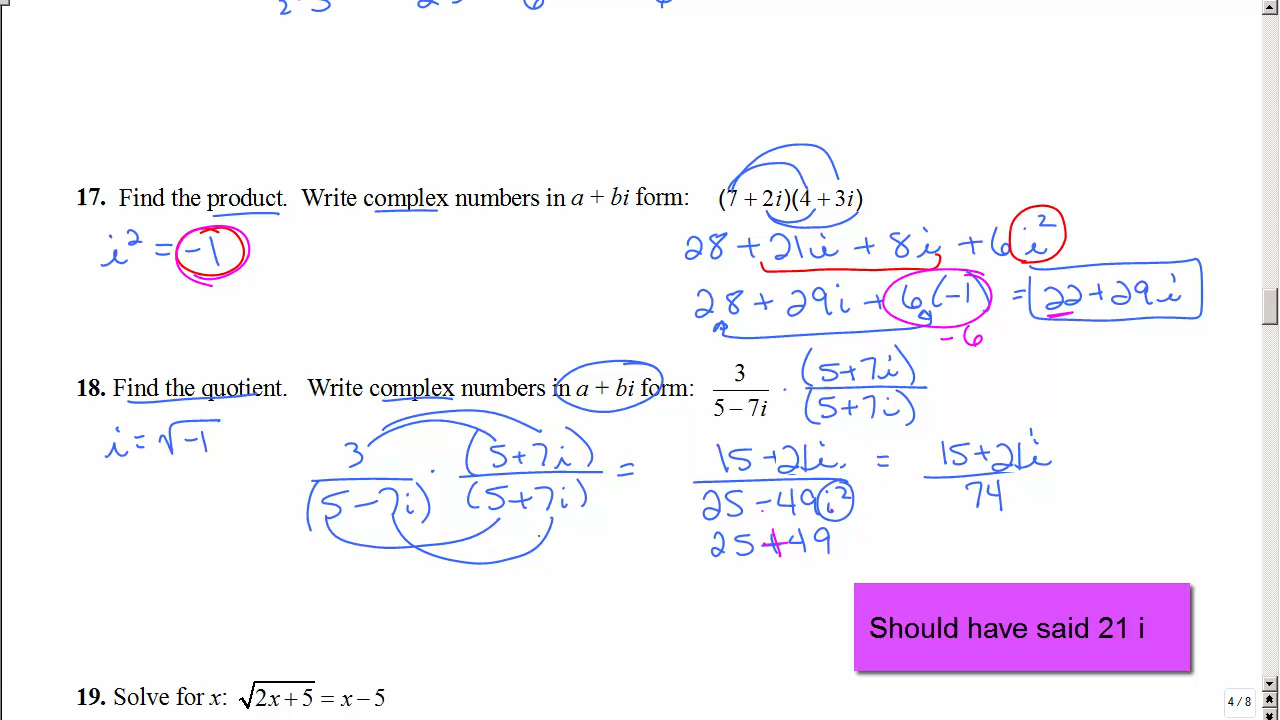 17. Find the product. Write complex numbers in a + bi form: (7 + 2i)(4 + 3i)
i² = -1
28 + 21i + 8i + 6i²
28 + 29i + 6(-1) = 22 + 29i
-6
18. Find the quotient. Write complex numbers in a + bi form: 3/(5 – 7i) · (5+7i)/(5+7i)
i = √-1
3/(5-7i) · (5+7i)/(5+7i) = (15+21i)/(25-49i²) = (15+21i)/74
25+49
Should have said 21 i
19. Solve for x: √(2x+5) = x – 5
4 / 8